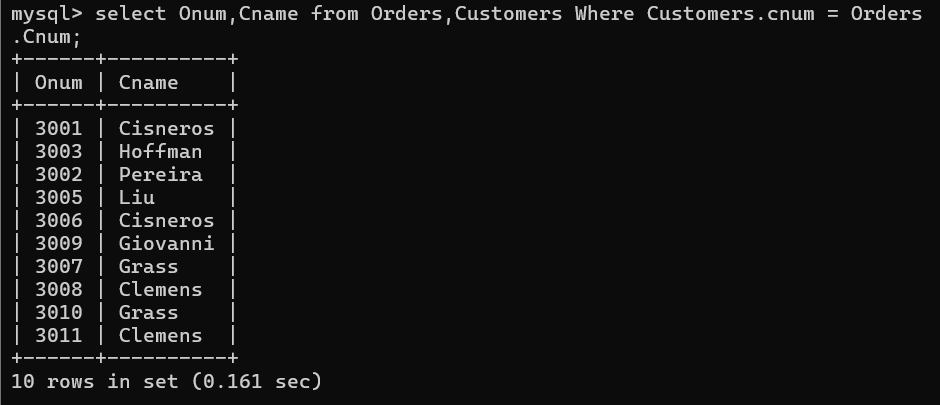 mysql> select Onum,Cname from Orders,Customers Where Customers.cnum = Orders
.Cnum;
+------+----------+
| Onum | Cname    |
+------+----------+
| 3001 | Cisneros |
| 3003 | Hoffman  |
| 3002 | Pereira  |
| 3005 | Liu      |
| 3006 | Cisneros |
| 3009 | Giovanni |
| 3007 | Grass    |
| 3008 | Clemens  |
| 3010 | Grass    |
| 3011 | Clemens  |
+------+----------+
10 rows in set (0.161 sec)